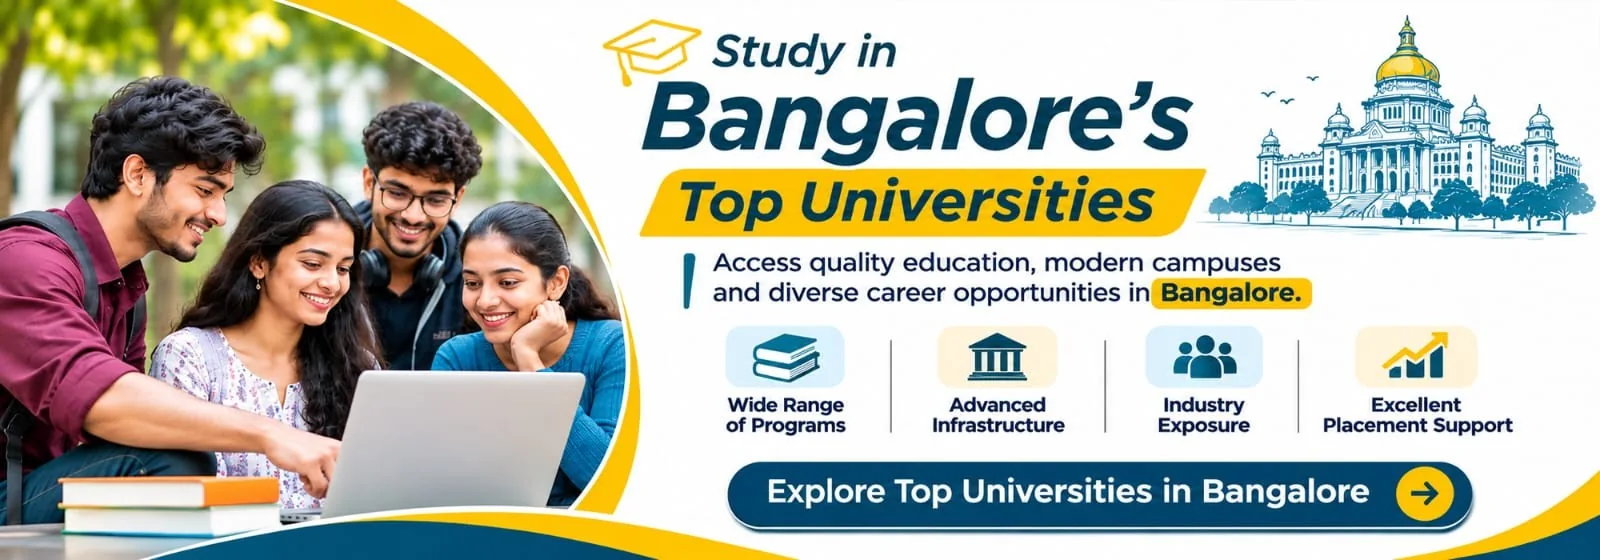 Study in
Bangalore's
Top Universities
Access quality education, modern campuses
and diverse career opportunities in Bangalore.
Wide Range
of Programs
Advanced
Infrastructure
Industry
Exposure
Excellent
Placement Support
Explore Top Universities in Bangalore